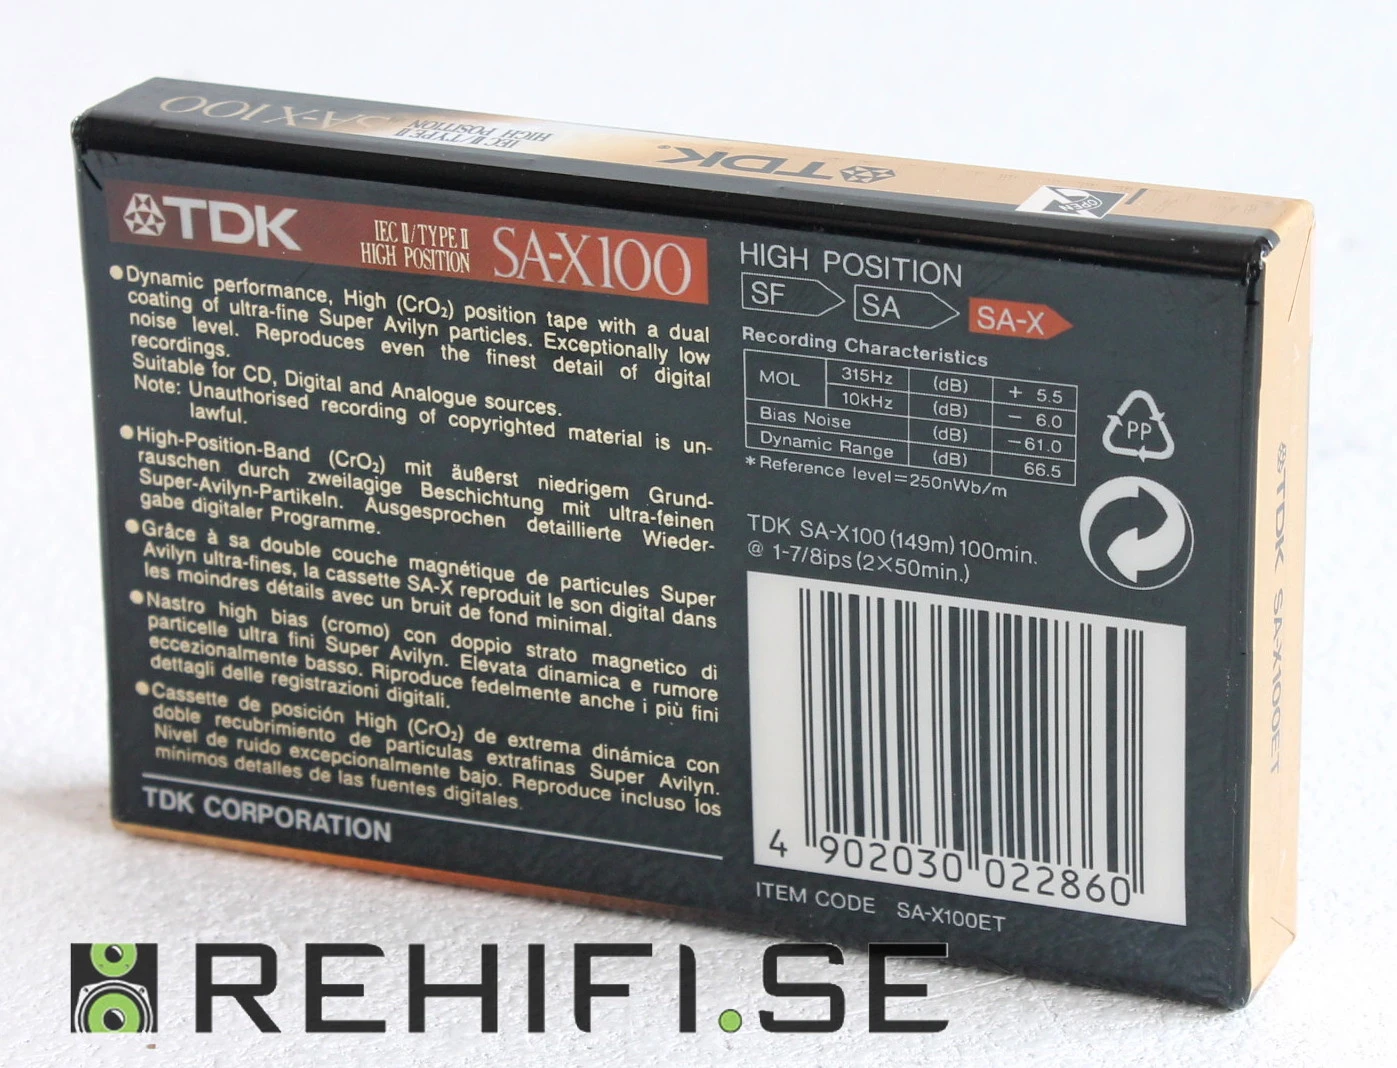 SA-X100
IEC II/TYPE II
HIGH POSITION
TDK
OPEN
TDK
IEC II/TYPE II
HIGH POSITION
SA-X100
●Dynamic performance, High (CrO₂) position tape with a dual
coating of ultra-fine Super Avilyn particles. Exceptionally low
noise level. Reproduces even the finest detail of digital
recordings.
Suitable for CD, Digital and Analogue sources.
Note: Unauthorised recording of copyrighted material is un-
lawful.
●High-Position-Band (CrO₂) mit äußerst niedrigem Grund-
rauschen durch zweilagige Beschichtung mit ultra-feinen
Super-Avilyn-Partikeln. Ausgesprochen detaillierte Wieder-
gabe digitaler Programme.
●Grâce à sa double couche magnétique de particules Super
Avilyn ultra-fines, la cassette SA-X reproduit le son digital dans
les moindres détails avec un bruit de fond minimal.
●Nastro high bias (cromo) con doppio strato magnetico di
particelle ultra fini Super Avilyn. Elevata dinamica e rumore
eccezionalmente basso. Riproduce fedelmente anche i più fini
dettagli delle registrazioni digitali.
●Cassette de posición High (CrO₂) de extrema dinámica con
doble recubrimiento de particulas extrafinas Super Avilyn.
Nivel de ruido excepcionalmente bajo. Reproduce incluso los
mínimos detalles de las fuentes digitales.
TDK CORPORATION
HIGH POSITION
SF SA SA-X
Recording Characteristics
MOL 315Hz (dB) + 5.5
10kHz (dB) − 6.0
Bias Noise (dB) −61.0
Dynamic Range (dB) 66.5
*Reference level=250nWb/m
PP
TDK SA-X100 (149m) 100min.
@ 1-7/8ips (2×50min.)
4 902030 022860
ITEM CODE SA-X100ET
TDK SA-X100ET
REHIFI.SE